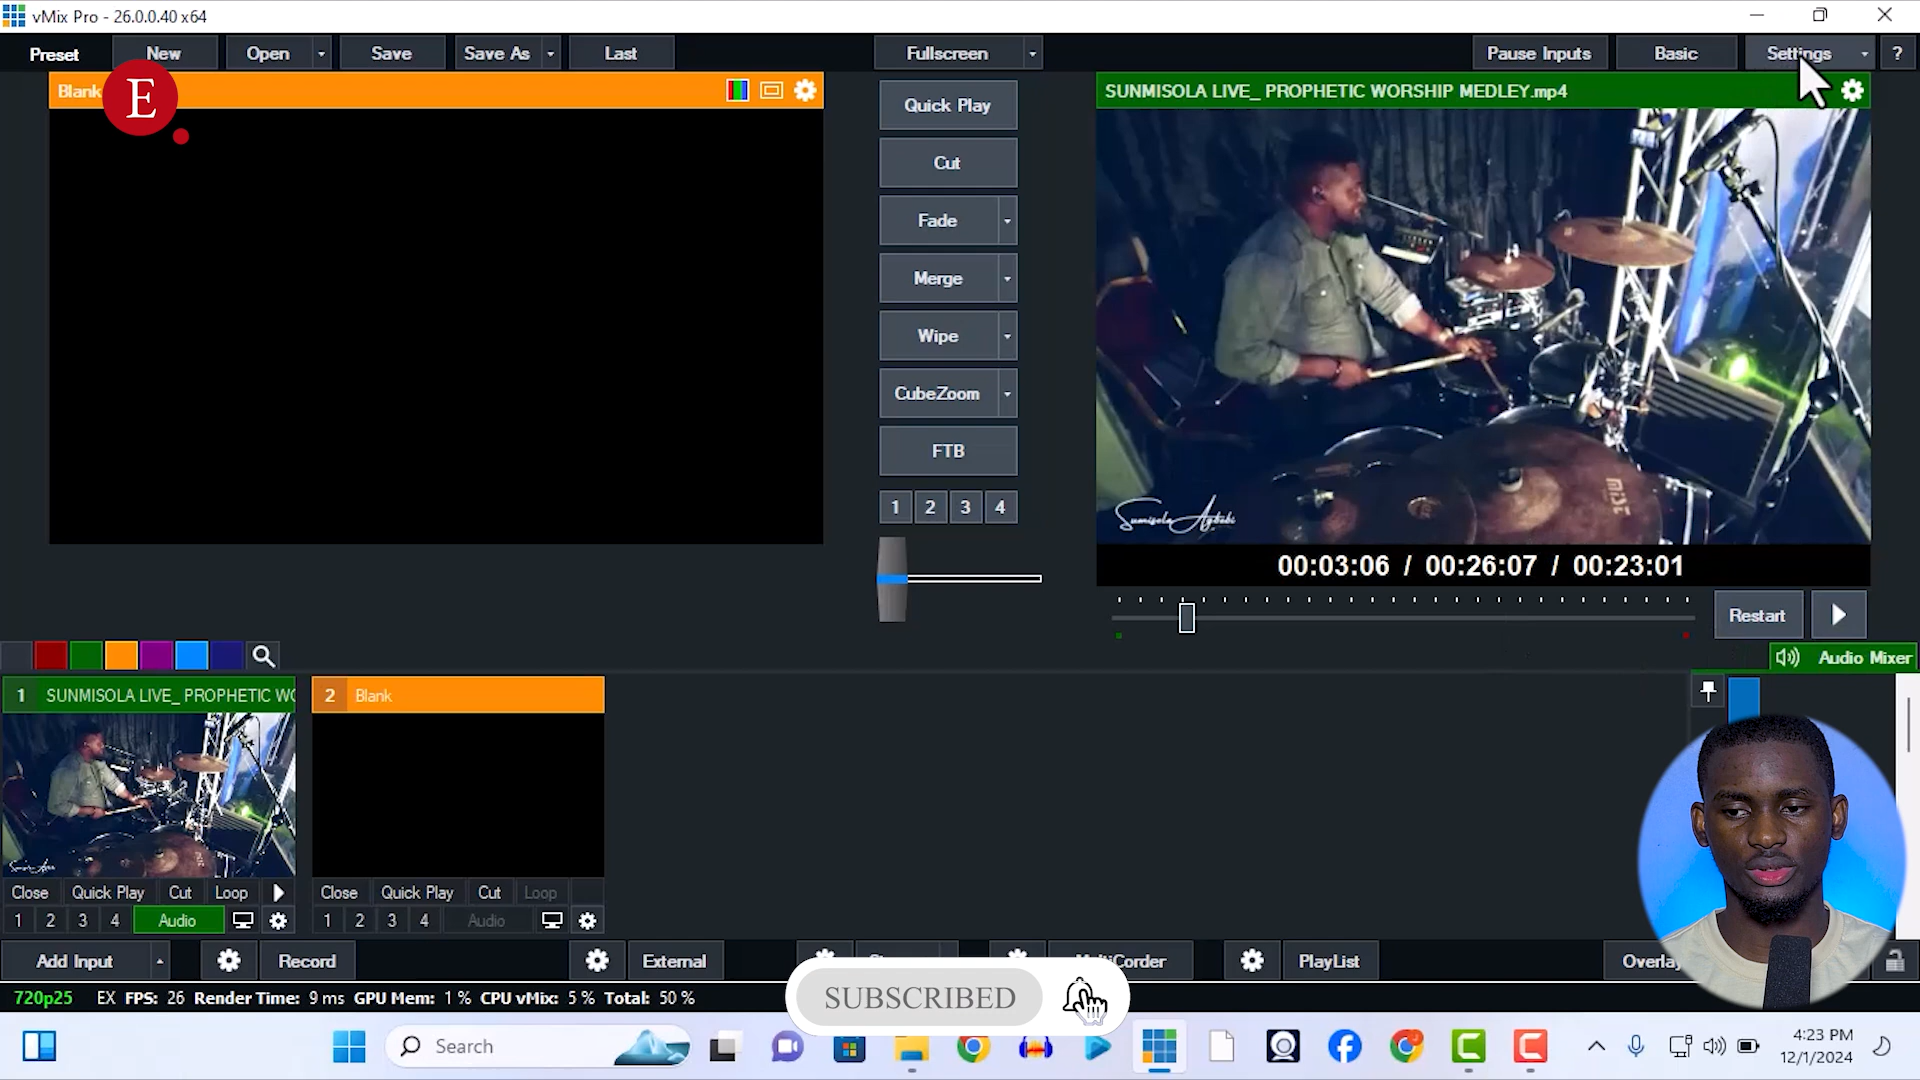 vMix Pro - 26.0.0.40 x64
Preset
New
Open
Save
Save As
Last
Fullscreen
Pause Inputs
Basic
Settings
?
Blank
E
SUNMISOLA LIVE_ PROPHETIC WORSHIP MEDLEY.mp4
Quick Play
Cut
Fade
Merge
Wipe
CubeZoom
FTB
1 2 3 4
00:03:06 / 00:26:07 / 00:23:01
Restart
Audio Mixer
1 SUNMISOLA LIVE_ PROPHETIC WO
2 Blank
Close Quick Play Cut Loop
Close Quick Play Cut Loop
1 2 3 4 Audio
1 2 3 4 Audio
Add Input
Record
External
PlayList
SUBSCRIBED
720p25 EX FPS: 26 Render Time: 9 ms GPU Mem: 1 % CPU vMix: 5 % Total: 50 %
Search
4:23 PM
12/1/2024